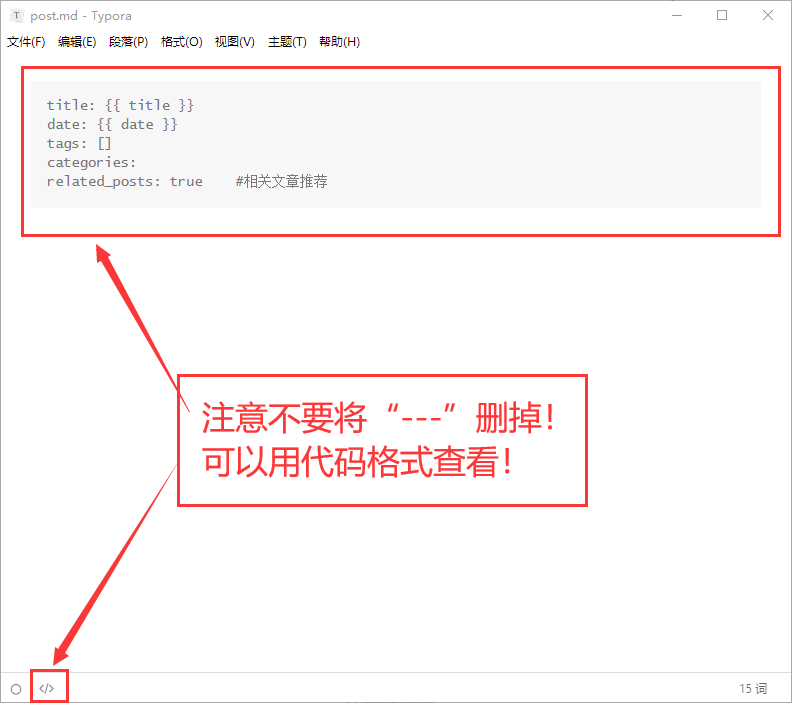 T post.md - Typora
文件(F) 编辑(E) 段落(P) 格式(O) 视图(V) 主题(T) 帮助(H)
title: {{ title }}
date: {{ date }}
tags: []
categories:
related_posts: true    #相关文章推荐
注意不要将“---”删掉！
可以用代码格式查看！
</> 15 词